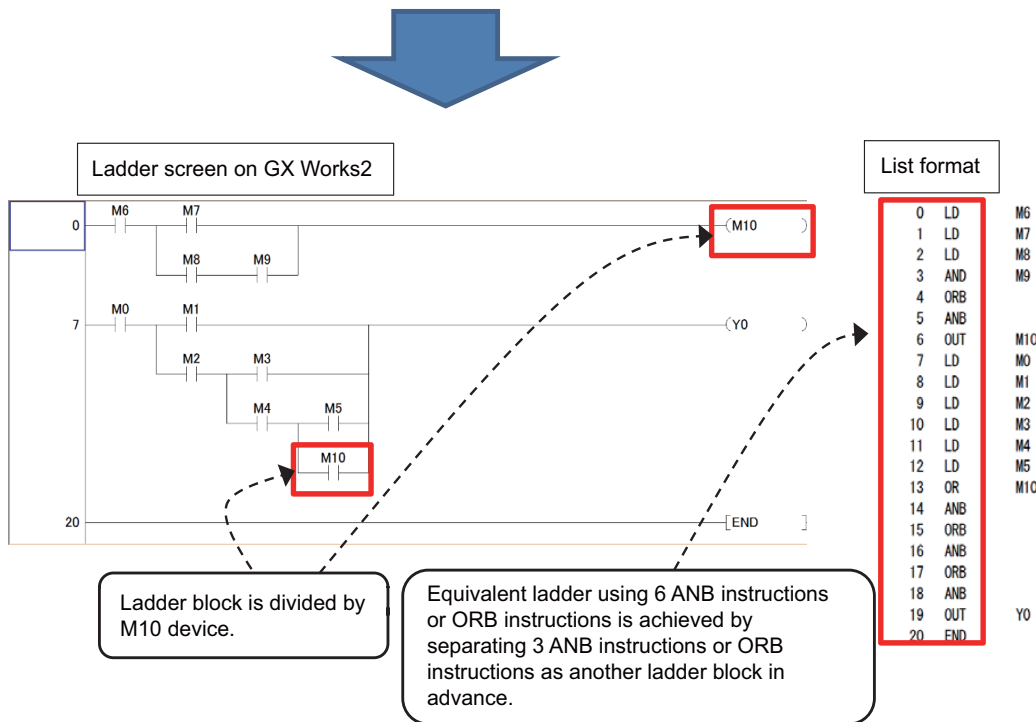 Ladder screen on GX Works2
List format
M6 M7
0 (M10 )
M8 M9
M0 M1
7 (Y0 )
M2 M3
M4 M5
M10
20 [END ]
0 LD M6
1 LD M7
2 LD M8
3 AND M9
4 ORB
5 ANB
6 OUT M10
7 LD M0
8 LD M1
9 LD M2
10 LD M3
11 LD M4
12 LD M5
13 OR M10
14 ANB
15 ORB
16 ANB
17 ORB
18 ANB
19 OUT Y0
20 END
Ladder block is divided by
M10 device.
Equivalent ladder using 6 ANB instructions
or ORB instructions is achieved by
separating 3 ANB instructions or ORB
instructions as another ladder block in
advance.